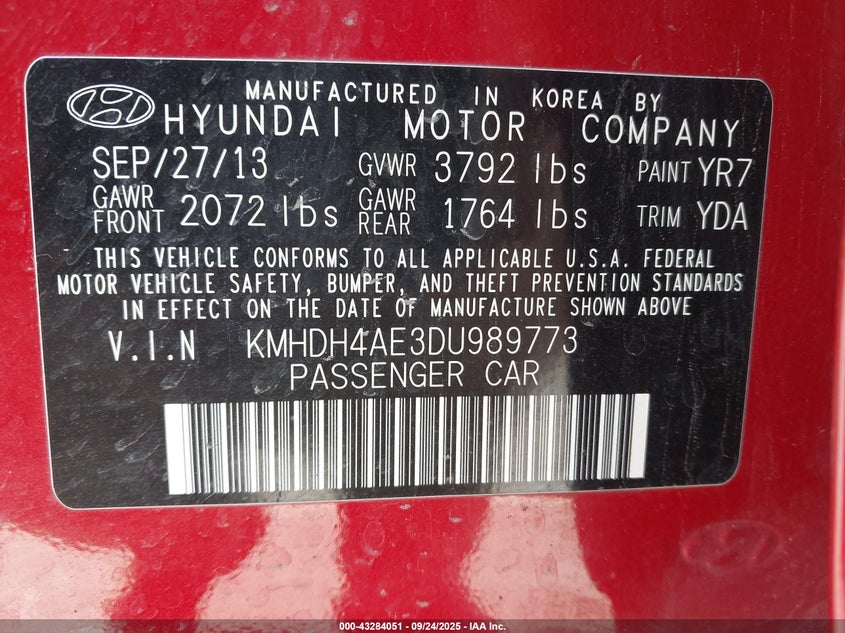 MANUFACTURED IN KOREA BY
HYUNDAI MOTOR COMPANY
SEP/27/13 GVWR 3792 lbs PAINT YR7
GAWR FRONT 2072 lbs GAWR REAR 1764 lbs TRIM YDA
THIS VEHICLE CONFORMS TO ALL APPLICABLE U.S.A. FEDERAL
MOTOR VEHICLE SAFETY, BUMPER, AND THEFT PREVENTION STANDARDS
IN EFFECT ON THE DATE OF MANUFACTURE SHOWN ABOVE
V.I.N KMHDH4AE3DU989773
PASSENGER CAR
000-43284051 - 09/24/2025 - IAA Inc.